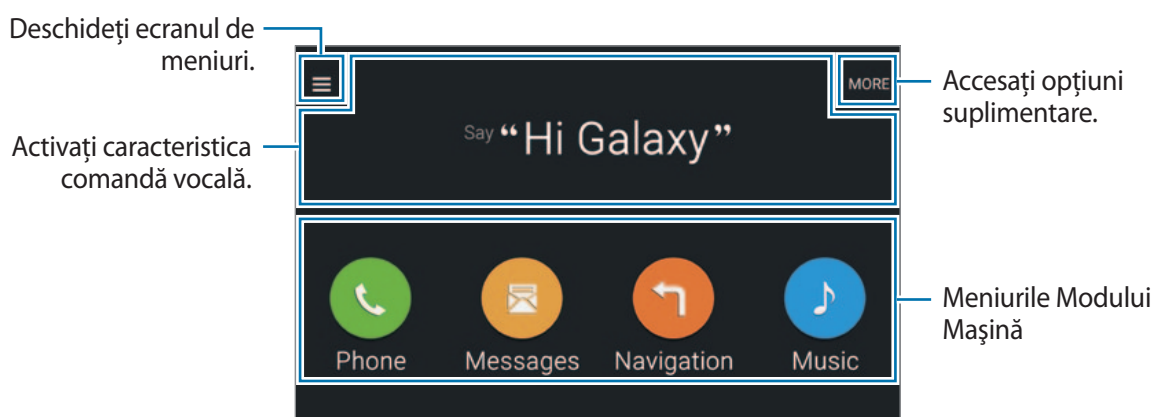 Deschideți ecranul de
meniuri.
MORE
Accesați opțiuni
suplimentare.
Say “Hi Galaxy”
Activați caracteristica
comandă vocală.
Phone
Messages
Navigation
Music
Meniurile Modului
Maşină